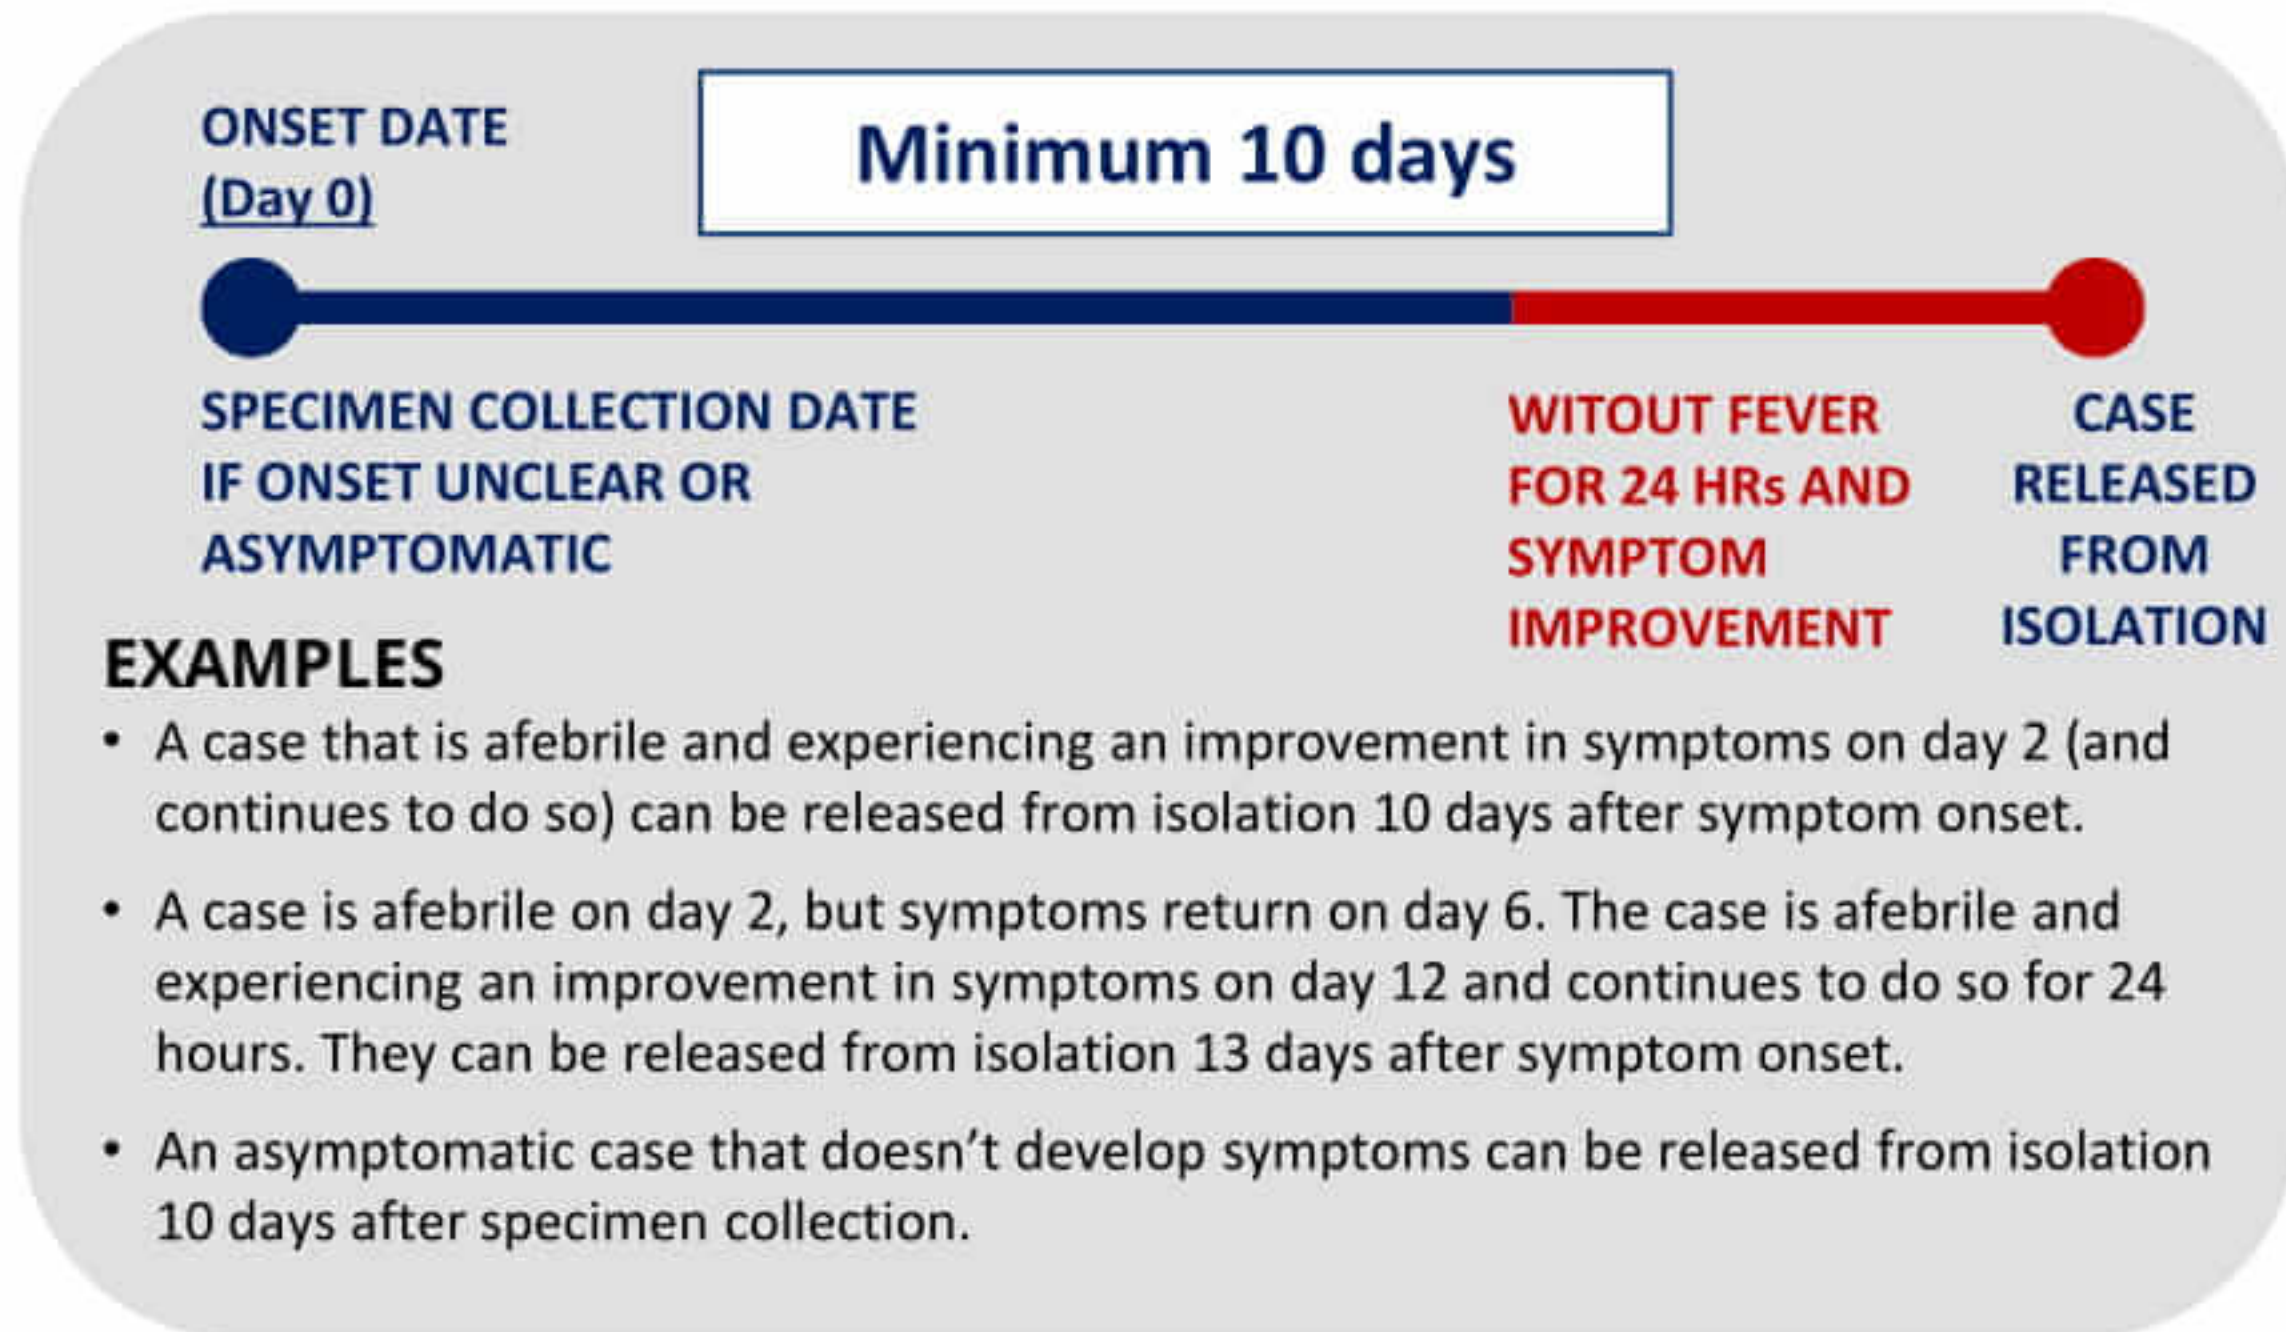 ONSET DATE
(Day 0)
Minimum 10 days
SPECIMEN COLLECTION DATE
IF ONSET UNCLEAR OR
ASYMPTOMATIC
WITOUT FEVER
FOR 24 HRs AND
SYMPTOM
IMPROVEMENT
CASE
RELEASED
FROM
ISOLATION
EXAMPLES
• A case that is afebrile and experiencing an improvement in symptoms on day 2 (and
continues to do so) can be released from isolation 10 days after symptom onset.
• A case is afebrile on day 2, but symptoms return on day 6. The case is afebrile and
experiencing an improvement in symptoms on day 12 and continues to do so for 24
hours. They can be released from isolation 13 days after symptom onset.
• An asymptomatic case that doesn't develop symptoms can be released from isolation
10 days after specimen collection.